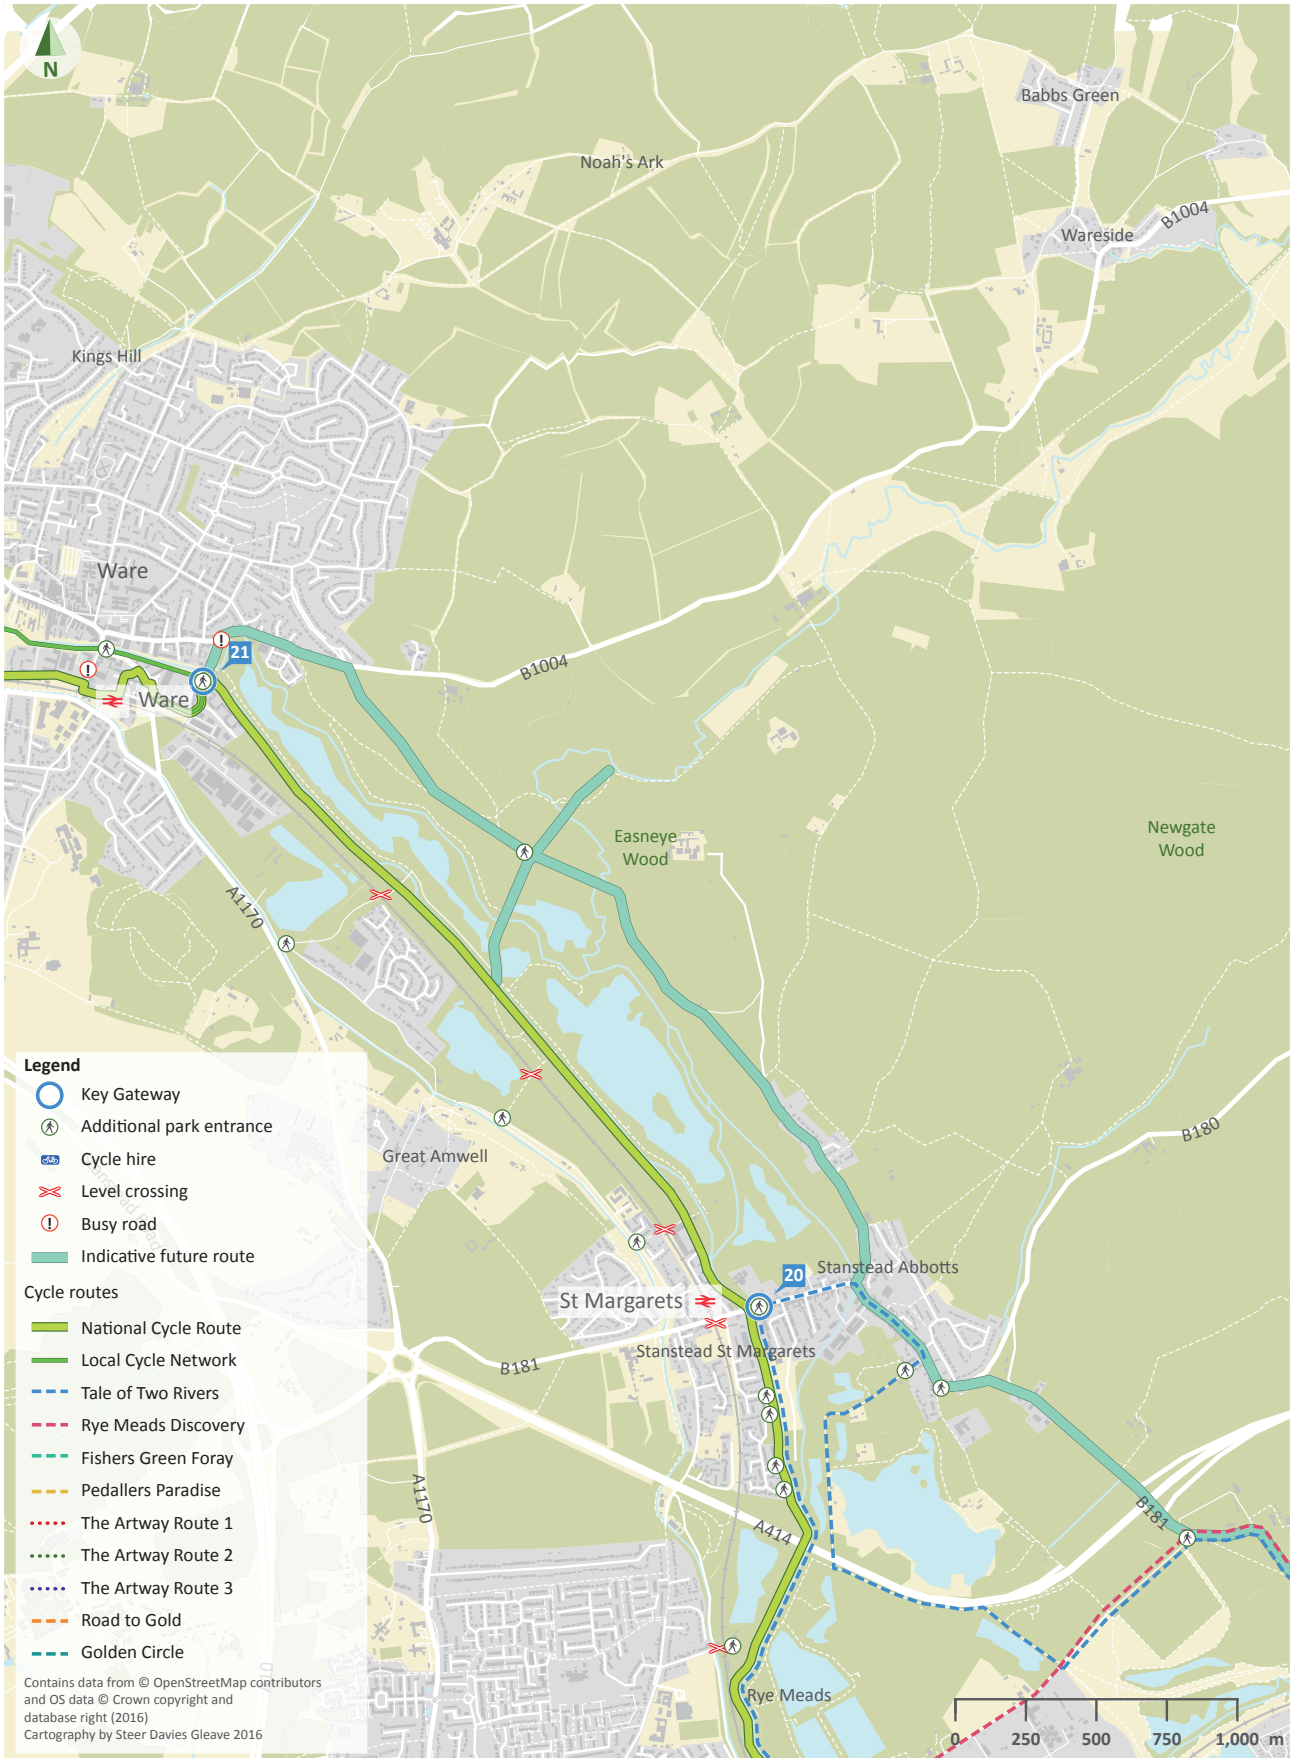 N
Babbs Green
Noah's Ark
B1004
Wareside
Kings Hill
Ware
21
B1004
Ware
Easneye
Wood
Newgate
Wood
A1170
Legend
Key Gateway
Additional park entrance
Cycle hire
Level crossing
Busy road
Indicative future route
Cycle routes
National Cycle Route
Local Cycle Network
Tale of Two Rivers
Rye Meads Discovery
Fishers Green Foray
Pedallers Paradise
The Artway Route 1
The Artway Route 2
The Artway Route 3
Road to Gold
Golden Circle
Contains data from © OpenStreetMap contributors
and OS data © Crown copyright and
database right (2016)
Cartography by Steer Davies Gleave 2016
Great Amwell
B180
20
Stanstead Abbotts
St Margarets
Stanstead St Margarets
B181
A1170
A414
B181
Rye Meads
0 250 500 750 1,000 m